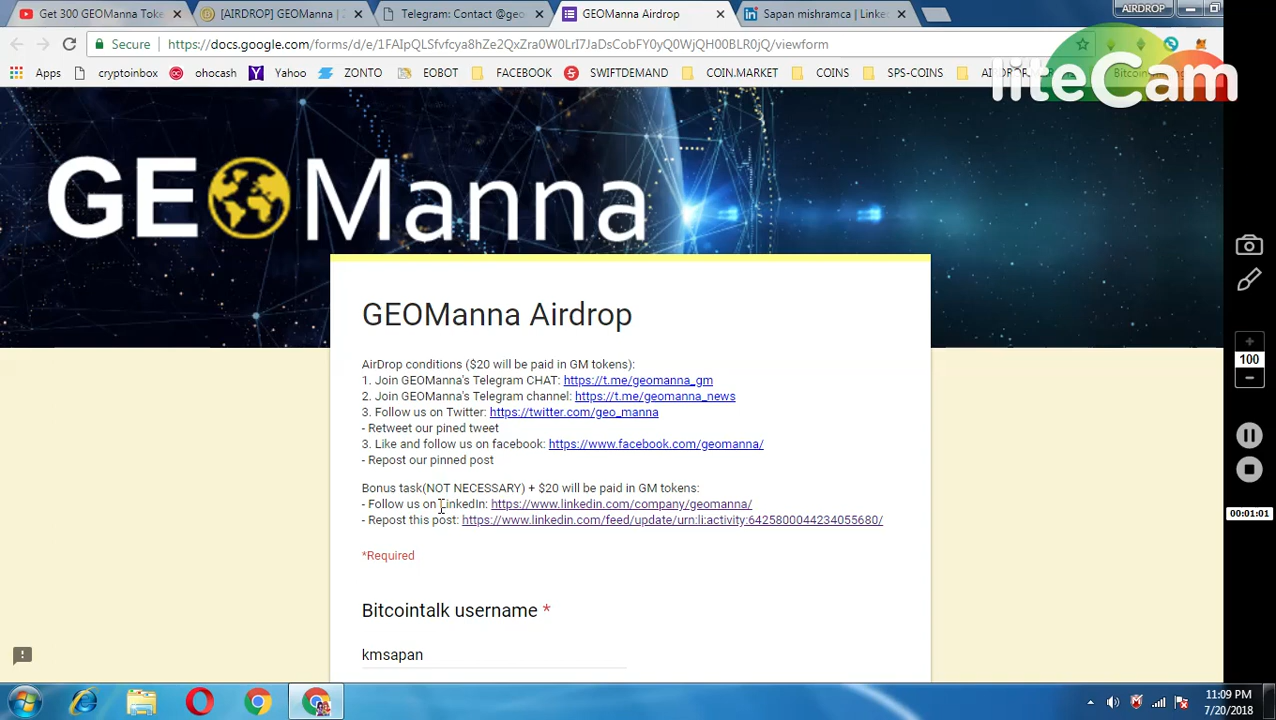 Get 300 GEOManna Toke
[AIRDROP] GEOManna |
Telegram: Contact @geo
GEOManna Airdrop
Sapan mishramca | Linke
AIRDROP
Secure
docs.google.com/forms/d/e/
/viewform
Apps
cryptoinbox
ohocash
Yahoo
ZONTO
EOBOT
FACEBOOK
SWIFTDEMAND
COIN.MARKET
COINS
SPS-COINS
liteCam
GEOManna
GEOManna Airdrop
AirDrop conditions ($20 will be paid in GM tokens):
1. Join GEOManna's Telegram CHAT: https://t.me/geomanna_gm
2. Join GEOManna's Telegram channel: https://t.me/geomanna_news
3. Follow us on Twitter: https://twitter.com/geo_manna
- Retweet our pined tweet
3. Like and follow us on facebook: https://www.facebook.com/geomanna/
- Repost our pinned post
Bonus task(NOT NECESSARY) + $20 will be paid in GM tokens:
- Follow us on LinkedIn: https://www.linkedin.com/company/geomanna/
- Repost this post: https://www.linkedin.com/feed/update/urn:li:activity:6425800044234055680/
*Required
Bitcointalk username *
kmsapan
100
00:01:01
11:09 PM
7/20/2018